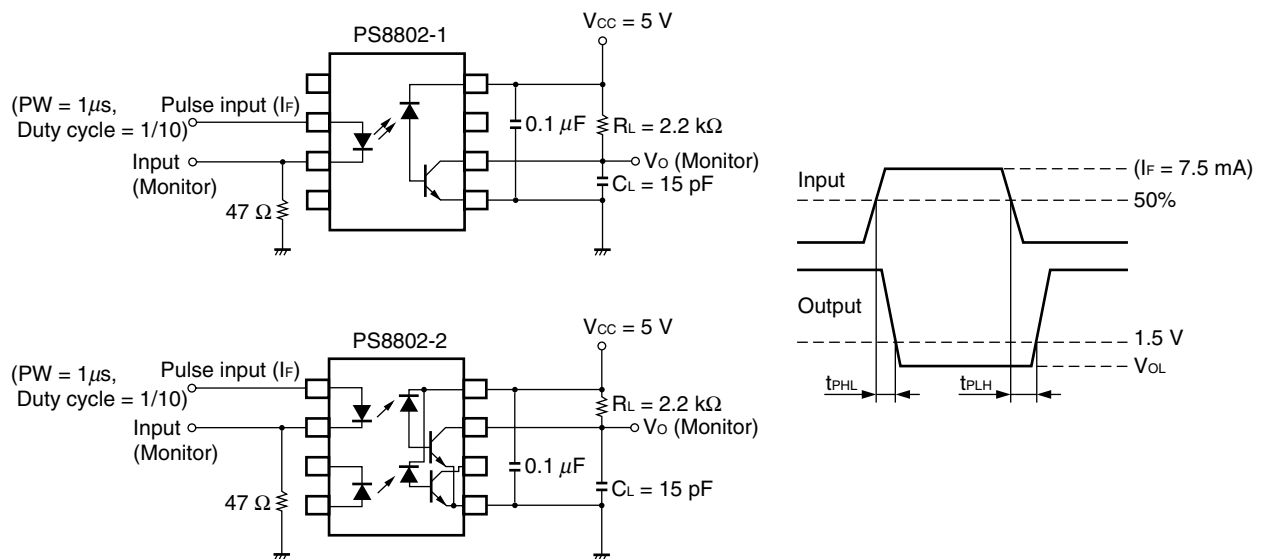 VCC = 5 V
PS8802-1
(PW = 1μs,
Duty cycle = 1/10)
Pulse input (IF)
Input
(Monitor)
47 Ω
0.1 μF
RL = 2.2 kΩ
VO (Monitor)
CL = 15 pF
VCC = 5 V
PS8802-2
(PW = 1μs,
Duty cycle = 1/10)
Pulse input (IF)
Input
(Monitor)
47 Ω
0.1 μF
RL = 2.2 kΩ
VO (Monitor)
CL = 15 pF
Input
(IF = 7.5 mA)
50%
Output
1.5 V
VOL
tPHL
tPLH